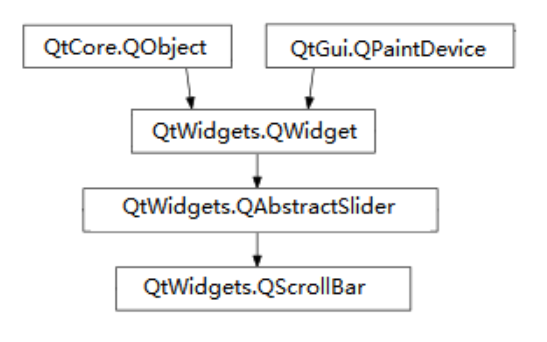 QtCore.QObject
QtGui.QPaintDevice
QtWidgets.QWidget
QtWidgets.QAbstractSlider
QtWidgets.QScrollBar